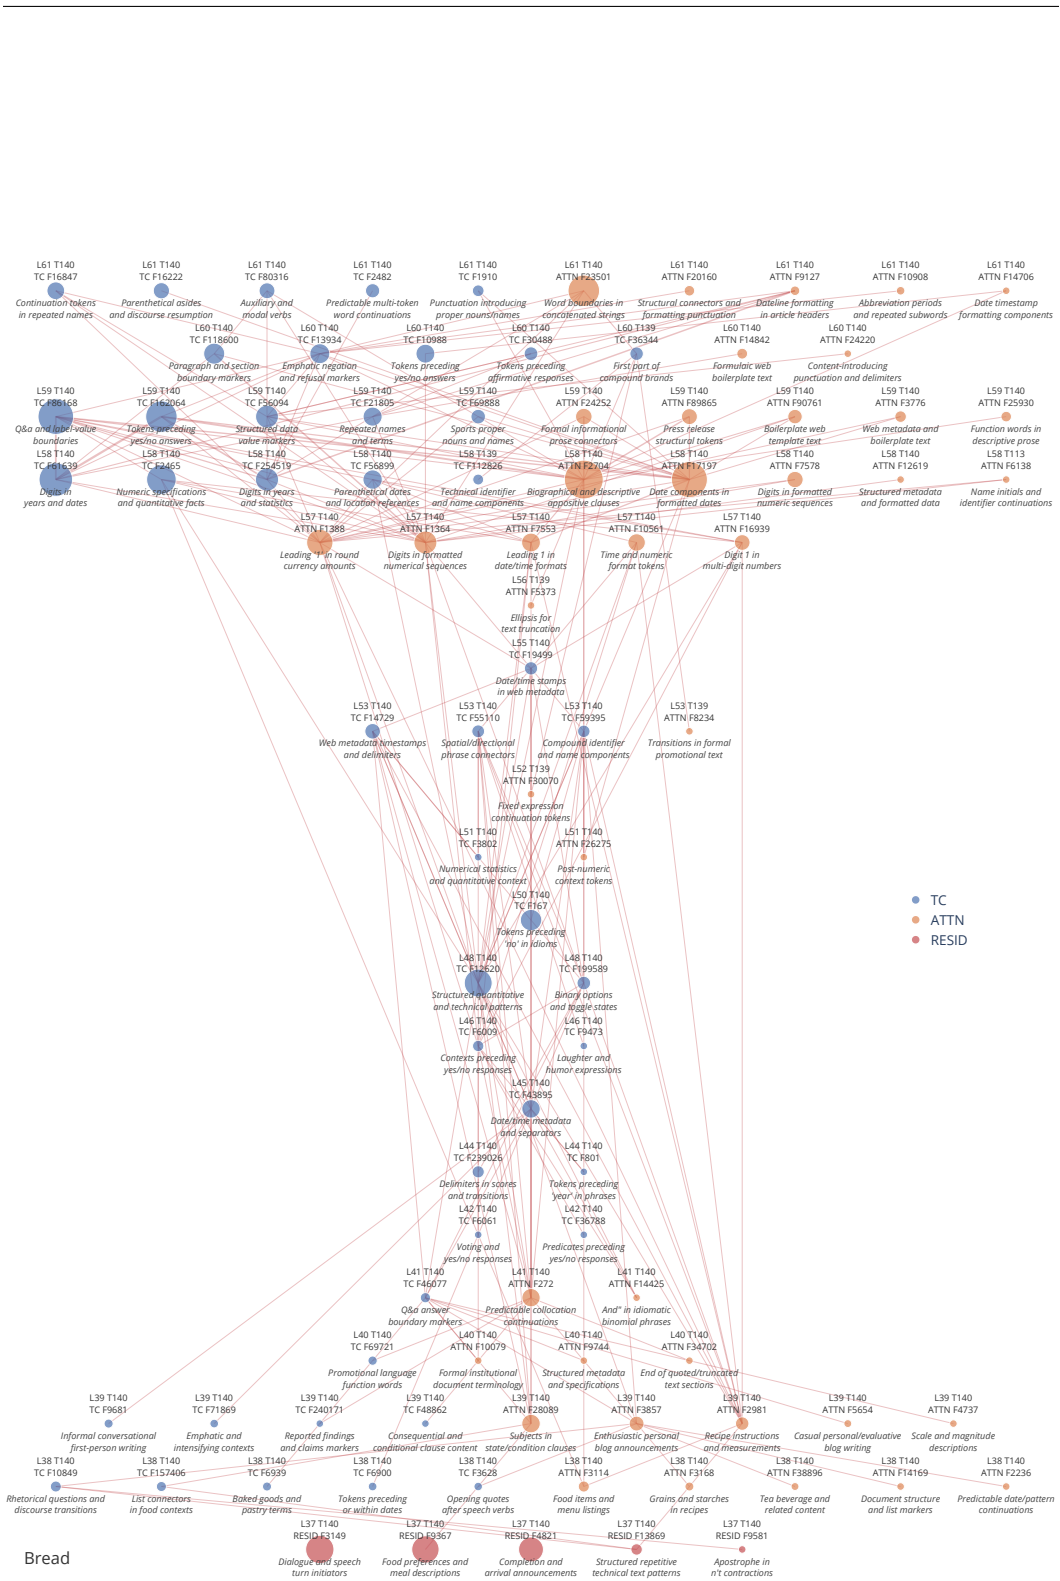 L61 T140 L61 T140 L61 T140 L61 T140 L61 T140 L61 T140 L61 T140 L61 T140 L61 T140 L61 T140
TC F16847 TC F16222 TC F80316 TC F2482 TC F1910 ATTN F23501 ATTN F20160 ATTN F9127 ATTN F10908 ATTN F14706
Continuation tokens Parenthetical asides Auxiliary and Predictable multi-token Punctuation introducing Word boundaries in Structural connectors and Dateline formatting Abbreviation periods Date timestamp
in repeated names and discourse resumption modal verbs word continuations proper nouns/names concatenated strings formatting punctuation in article headers and repeated subwords formatting components
L60 T140 L60 T140 L60 T140 L60 T140 L60 T139 L60 T140 L60 T140
TC F118600 TC F13934 TC F10988 TC F30488 TC F36344 ATTN F14842 ATTN F24220
Paragraph and section Emphatic negation Tokens preceding Tokens preceding First part of Formulaic web Content-introducing
boundary markers and refusal markers yes/no answers affirmative responses compound brands boilerplate text punctuation and delimiters
L59 T140 L59 T140 L59 T140 L59 T140 L59 T140 L59 T140 L59 T140 L59 T140 L59 T140 L59 T140
TC F86168 TC F162064 TC F56094 TC F21805 TC F69888 ATTN F24252 ATTN F89865 ATTN F90761 ATTN F3776 ATTN F25930
Q&a and label-value Tokens preceding Structured data Repeated names Sports proper Formal informational Press release Boilerplate web Web metadata and Function words in
boundaries yes/no answers value markers and terms nouns and names prose connectors structural tokens template text boilerplate text descriptive prose
L58 T140 L58 T140 L58 T140 L58 T140 L58 T139 L58 T140 L58 T140 L58 T140 L58 T140 L58 T113
TC F61639 TC F2465 TC F254519 TC F56899 TC F112826 ATTN F2704 ATTN F17197 ATTN F7578 ATTN F12619 ATTN F6138
Digits in Numeric specifications Digits in years Parenthetical dates Technical identifier Biographical and descriptive Date components in Digits in formatted Structured metadata Name initials and
years and dates and quantitative facts and statistics and location references and name components appositive clauses formatted dates numeric sequences and formatted data identifier continuations
L57 T140 L57 T140 L57 T140 L57 T140 L57 T140
ATTN F1388 ATTN F1364 ATTN F7553 ATTN F10561 ATTN F16939
Leading '1' in round Digits in formatted Leading 1 in Time and numeric Digit 1 in
currency amounts numerical sequences date/time formats format tokens multi-digit numbers
L56 T139
ATTN F5373
Ellipsis for
text truncation
L55 T140
TC F19499
Date/time stamps
in web metadata
L53 T140 L53 T140 L53 T140 L53 T139
TC F14729 TC F55110 TC F59395 ATTN F8234
Web metadata timestamps Spatial/directional Compound identifier Transitions in formal
and delimiters phrase connectors and name components promotional text
L52 T139
ATTN F30070
Fixed expression
continuation tokens
L51 T140 L51 T140
TC F3802 ATTN F26275
Numerical statistics Post-numeric
and quantitative context context tokens
L50 T140
TC F167
Tokens preceding
'no' in idioms
TC
ATTN
RESID
L48 T140 L48 T140
TC F12620 TC F199589
Structured quantitative Binary options
and technical patterns and toggle states
L46 T140 L46 T140
TC F6009 TC F9473
Contexts preceding Laughter and
yes/no responses humor expressions
L45 T140
TC F43895
Date/time metadata
and separators
L44 T140 L44 T140
TC F239026 TC F801
Delimiters in scores Tokens preceding
and transitions 'year' in phrases
L42 T140 L42 T140
TC F6061 TC F36788
Voting and Predicates preceding
yes/no responses yes/no responses
L41 T140 L41 T140 L41 T140
TC F46077 ATTN F272 ATTN F14425
Q&a answer Predictable collocation And" in idiomatic
boundary markers continuations binomial phrases
L40 T140 L40 T140 L40 T140 L40 T140
TC F69721 ATTN F10079 ATTN F9744 ATTN F34702
Promotional language Formal institutional Structured metadata End of quoted/truncated
function words document terminology and specifications text sections
L39 T140 L39 T140 L39 T140 L39 T140 L39 T140 L39 T140 L39 T140 L39 T140 L39 T140
TC F9681 TC F71869 TC F240171 TC F48862 ATTN F28089 ATTN F3857 ATTN F2981 ATTN F5654 ATTN F4737
Informal conversational Emphatic and Reported findings Consequential and Subjects in Enthusiastic personal Recipe instructions Casual personal/evaluative Scale and magnitude
first-person writing intensifying contexts and claims markers conditional clause content state/condition clauses blog announcements and measurements blog writing descriptions
L38 T140 L38 T140 L38 T140 L38 T140 L38 T140 L38 T140 L38 T140 L38 T140 L38 T140 L38 T140
TC F10849 TC F157406 TC F6939 TC F6900 TC F3628 ATTN F3114 ATTN F3168 ATTN F38896 ATTN F14169 ATTN F2236
Rhetorical questions and List connectors Baked goods and Tokens preceding Opening quotes Food items and Grains and starches Tea beverage and Document structure Predictable date/pattern
discourse transitions in food contexts pastry terms or within dates after speech verbs menu listings in recipes related content and list markers continuations
L37 T140 L37 T140 L37 T140 L37 T140 L37 T140
RESID F3149 RESID F9367 RESID F4821 RESID F13869 RESID F9581
Dialogue and speech Food preferences and Completion and Structured repetitive Apostrophe in
turn initiators meal descriptions arrival announcements technical text patterns n't contractions
Bread